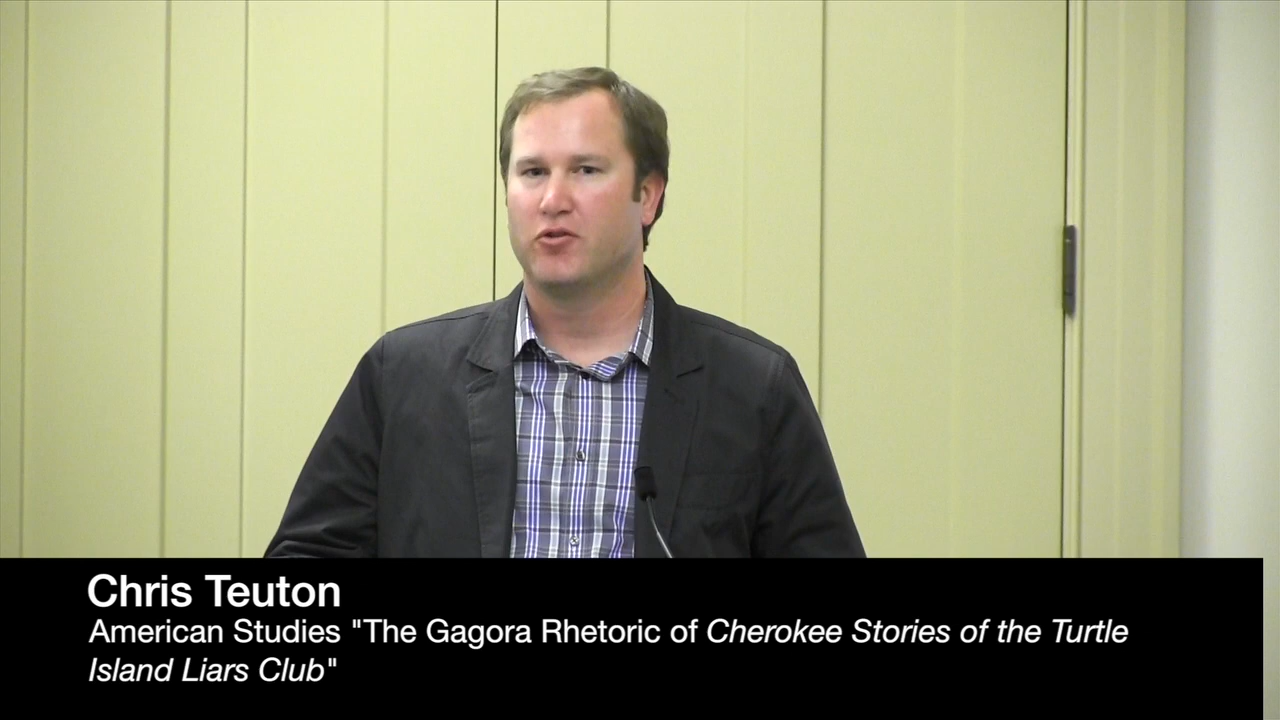 Chris Teuton
American Studies "The Gagora Rhetoric of Cherokee Stories of the Turtle
Island Liars Club"